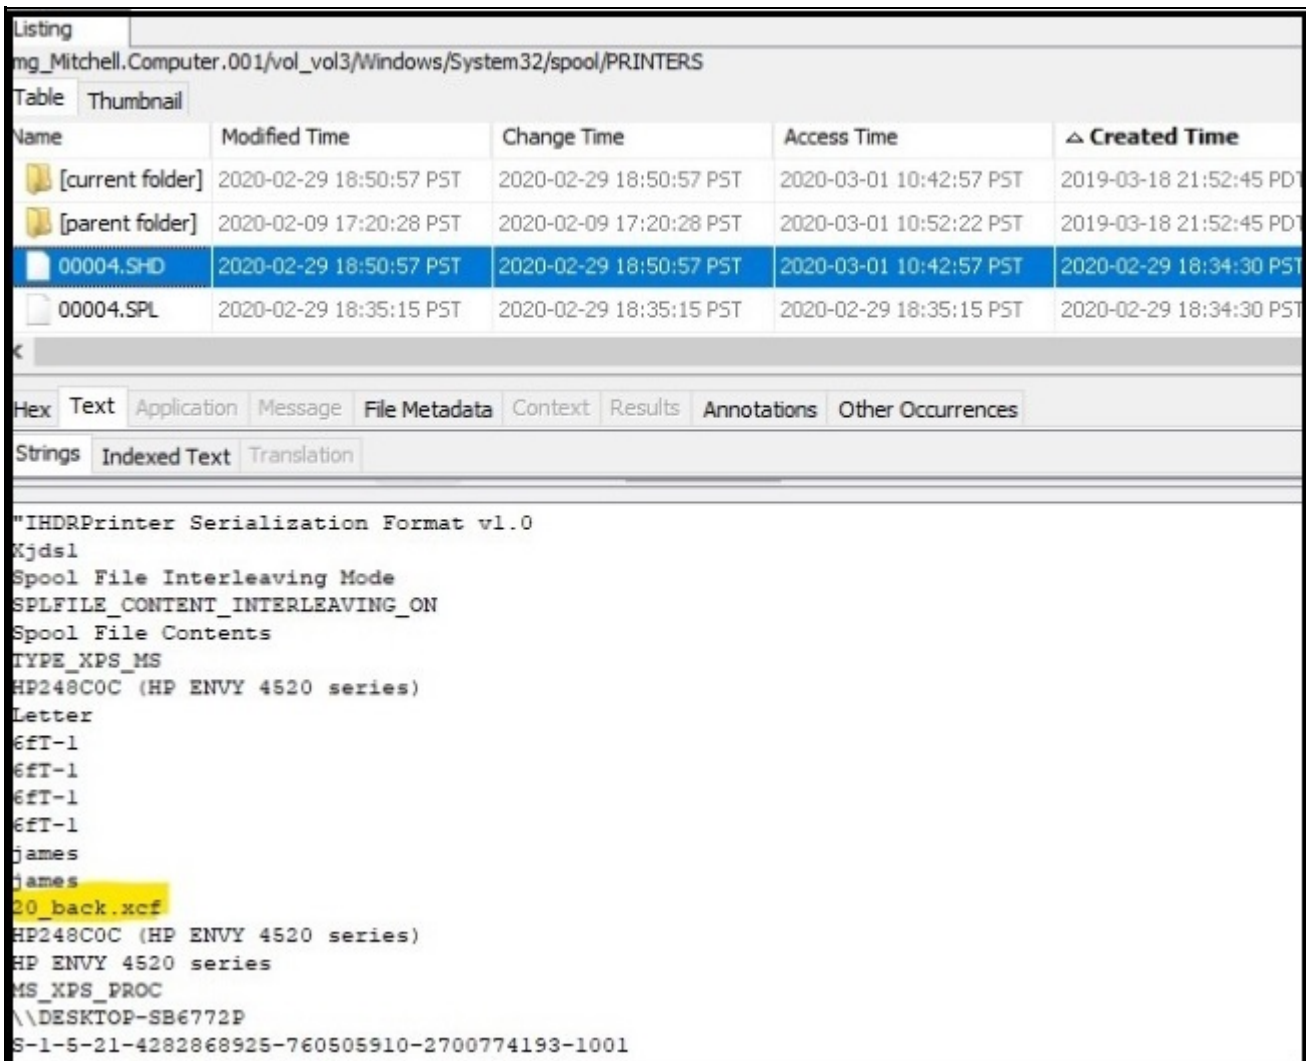 Listing
mg_Mitchell.Computer.001/vol_vol3/Windows/System32/spool/PRINTERS
Table Thumbnail
Name Modified Time Change Time Access Time Created Time
[current folder] 2020-02-29 18:50:57 PST 2020-02-29 18:50:57 PST 2020-03-01 10:42:57 PST 2019-03-18 21:52:45 PDT
[parent folder] 2020-02-09 17:20:28 PST 2020-02-09 17:20:28 PST 2020-03-01 10:52:22 PST 2019-03-18 21:52:45 PDT
00004.SHD 2020-02-29 18:50:57 PST 2020-02-29 18:50:57 PST 2020-03-01 10:42:57 PST 2020-02-29 18:34:30 PST
00004.SPL 2020-02-29 18:35:15 PST 2020-02-29 18:35:15 PST 2020-02-29 18:35:15 PST 2020-02-29 18:34:30 PST
Hex Text Application Message File Metadata Context Results Annotations Other Occurrences
Strings Indexed Text Translation
"IHDRPrinter Serialization Format v1.0
Xjdsl
Spool File Interleaving Mode
SPLFILE_CONTENT_INTERLEAVING_ON
Spool File Contents
TYPE_XPS_MS
HP248C0C (HP ENVY 4520 series)
Letter
6fT-1
6fT-1
6fT-1
6fT-1
james
james
20_back.xcf
HP248C0C (HP ENVY 4520 series)
HP ENVY 4520 series
MS_XPS_PROC
\\DESKTOP-SB6772P
S-1-5-21-4282868925-760505910-2700774193-1001